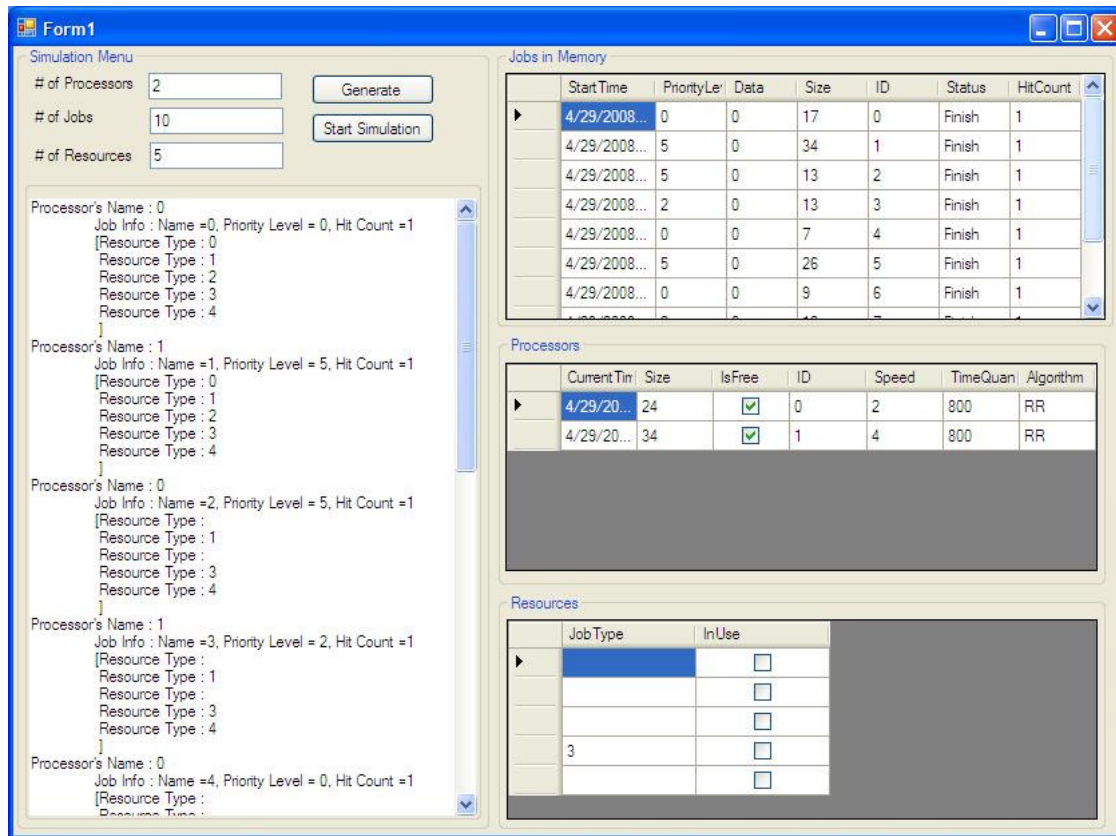 Form1
Simulation Menu
# of Processors 2
Generate
# of Jobs 10
Start Simulation
# of Resources 5
Processor's Name : 0
Job Info : Name =0, Priority Level = 0, Hit Count =1
[Resource Type : 0
Resource Type : 1
Resource Type : 2
Resource Type : 3
Resource Type : 4
]
Processor's Name : 1
Job Info : Name =1, Priority Level = 5, Hit Count =1
[Resource Type : 0
Resource Type : 1
Resource Type : 2
Resource Type : 3
Resource Type : 4
]
Processor's Name : 0
Job Info : Name =2, Priority Level = 5, Hit Count =1
[Resource Type :
Resource Type : 1
Resource Type :
Resource Type : 3
Resource Type : 4
]
Processor's Name : 1
Job Info : Name =3, Priority Level = 2, Hit Count =1
[Resource Type :
Resource Type : 1
Resource Type :
Resource Type : 3
Resource Type : 4
]
Processor's Name : 0
Job Info : Name =4, Priority Level = 0, Hit Count =1
[Resource Type :
Resource Type :
Jobs in Memory
StartTime PriorityLe Data Size ID Status HitCount
4/29/2008... 0 0 17 0 Finish 1
4/29/2008... 5 0 34 1 Finish 1
4/29/2008... 5 0 13 2 Finish 1
4/29/2008... 2 0 13 3 Finish 1
4/29/2008... 0 0 7 4 Finish 1
4/29/2008... 5 0 26 5 Finish 1
4/29/2008... 0 0 9 6 Finish 1
Processors
CurrentTim Size IsFree ID Speed TimeQuan Algorithm
4/29/20... 24 0 2 800 RR
4/29/20... 34 1 4 800 RR
Resources
JobType InUse
3